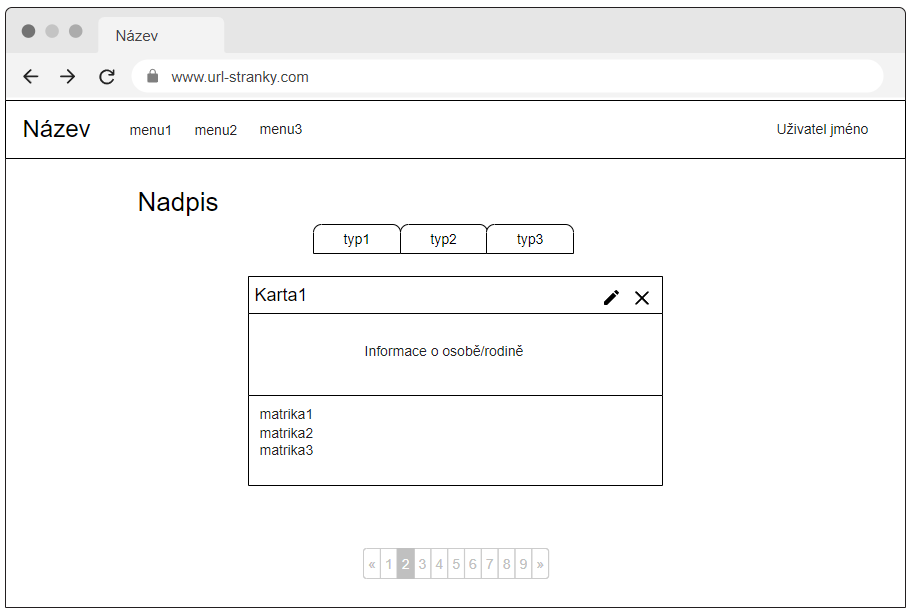 Název
www.url-stranky.com
Název menu1 menu2 menu3 Uživatel jméno
Nadpis
typ1 typ2 typ3
Karta1
Informace o osobě/rodině
matrika1
matrika2
matrika3
« 1 2 3 4 5 6 7 8 9 »